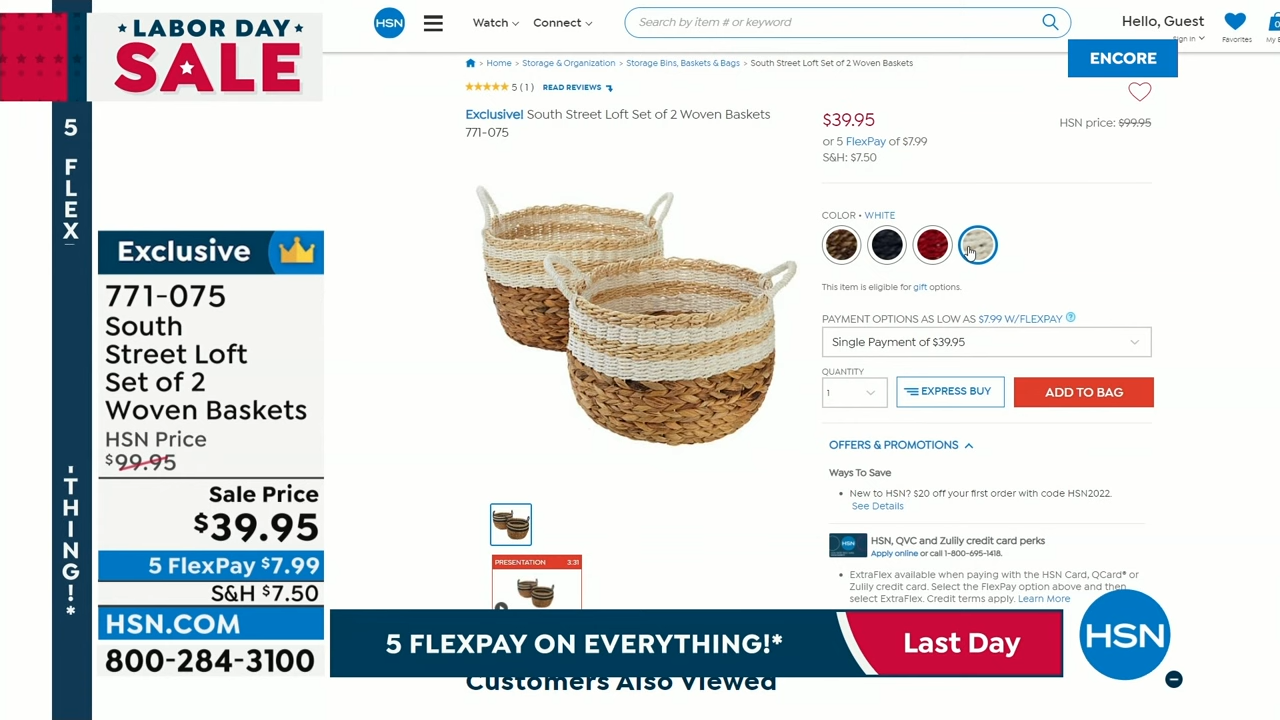 LABOR DAY
SALE
5 FLEX
-THING!*
Exclusive
771-075
South
Street Loft
Set of 2
Woven Baskets
HSN Price
$99.95
Sale Price
$39.95
5 FlexPay $7.99
S&H $7.50
HSN.COM
800-284-3100
HSN
Watch
Connect
Search by item # or keyword
Hello, Guest
Sign In
Favorites
My B
0
ENCORE
Home > Storage & Organization > Storage Bins, Baskets & Bags > South Street Loft Set of 2 Woven Baskets
5 (1) READ REVIEWS
Exclusive! South Street Loft Set of 2 Woven Baskets
771-075
$39.95
HSN price: $99.95
or 5 FlexPay of $7.99
S&H: $7.50
COLOR • WHITE
This item is eligible for gift options.
PAYMENT OPTIONS AS LOW AS $7.99 W/FLEXPAY ?
Single Payment of $39.95
QUANTITY
1
EXPRESS BUY
ADD TO BAG
OFFERS & PROMOTIONS
Ways To Save
• New to HSN? $20 off your first order with code HSN2022.
See Details
HSN
HSN, QVC and Zulily credit card perks
Apply online or call 1-800-695-1418.
• ExtraFlex available when paying with the HSN Card, QCard® or
Zulily credit card. Select the FlexPay option above and then
select ExtraFlex. Credit terms apply. Learn More
PRESENTATION 3:31
5 FLEXPAY ON EVERYTHING!*
Last Day
HSN
Customers Also Viewed